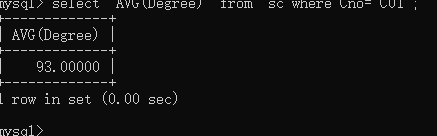 mysql> select AVG(Degree) from sc where Cno='C01';
+-------------+
| AVG(Degree) |
+-------------+
| 93.00000 |
+-------------+
1 row in set (0.00 sec)
mysql>